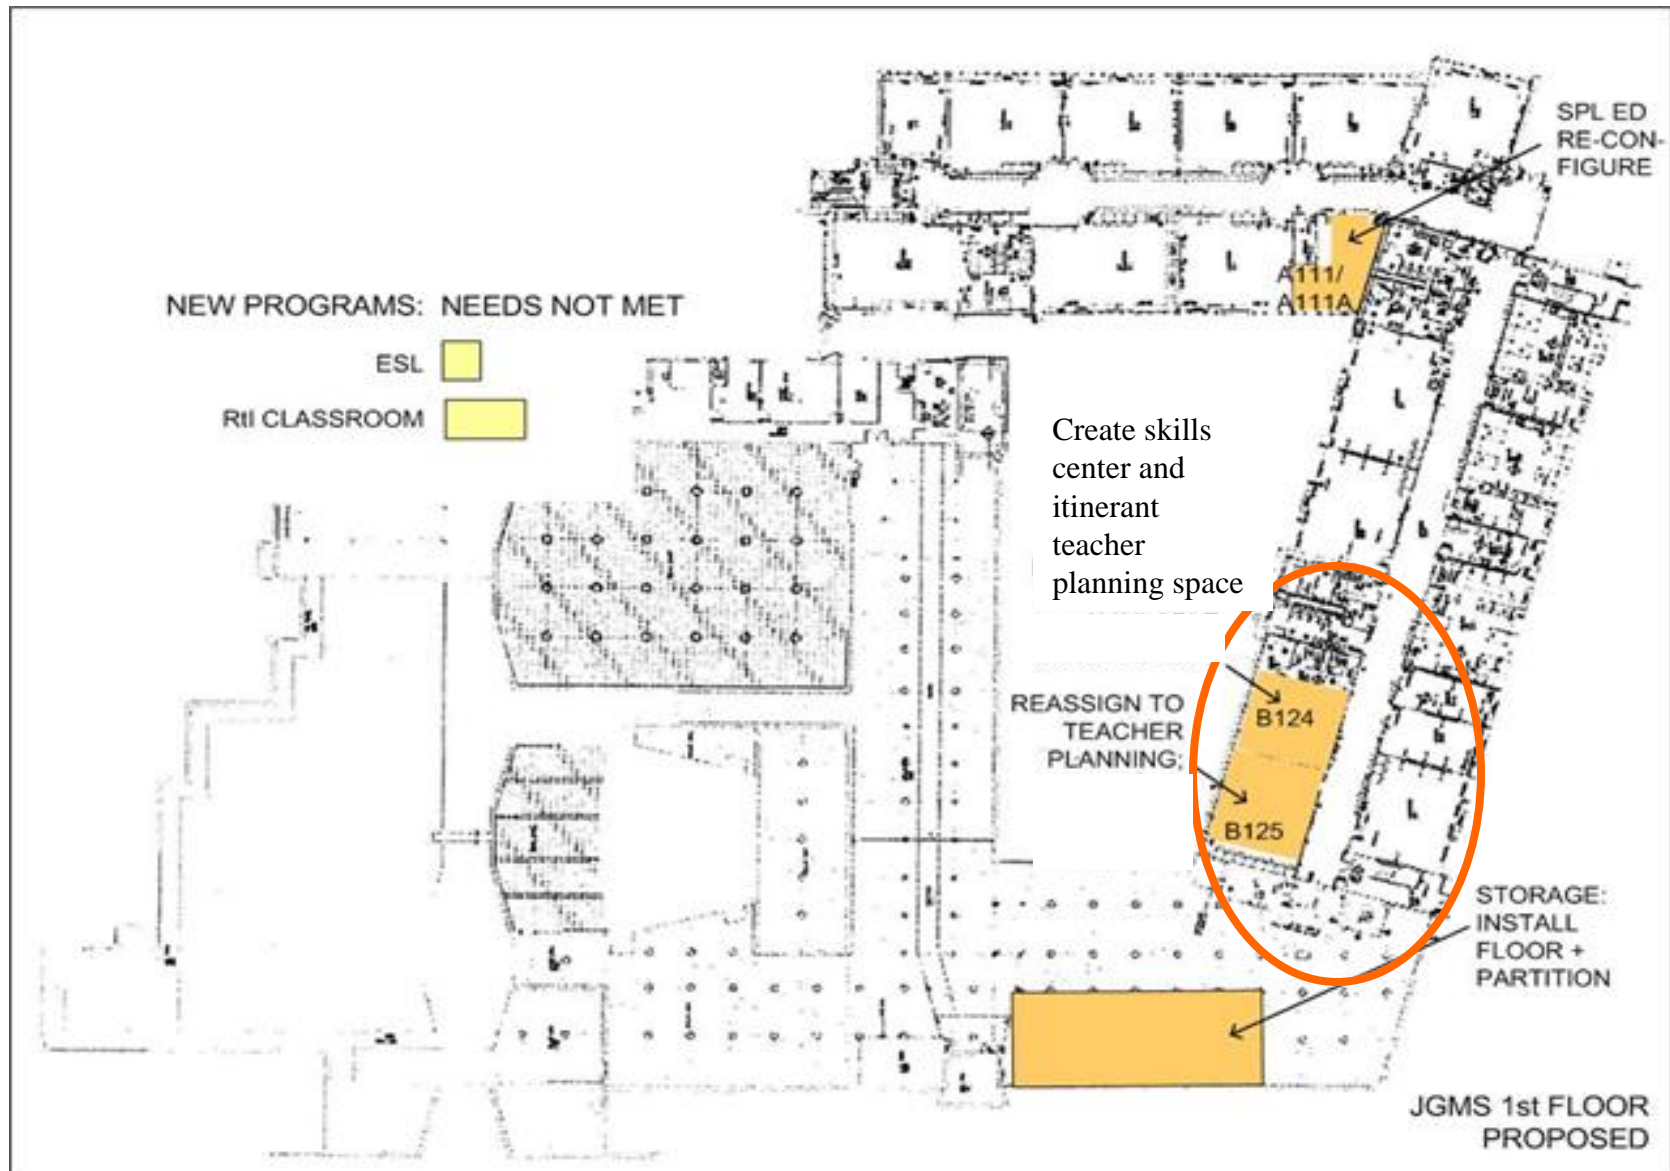 SPL ED
RE-CON-
FIGURE
A111/
A111A
NEW PROGRAMS: NEEDS NOT MET
ESL
RtI CLASSROOM
Create skills
center and
itinerant
teacher
planning space
REASSIGN TO
TEACHER
PLANNING;
B124
B125
STORAGE:
INSTALL
FLOOR +
PARTITION
JGMS 1st FLOOR
PROPOSED